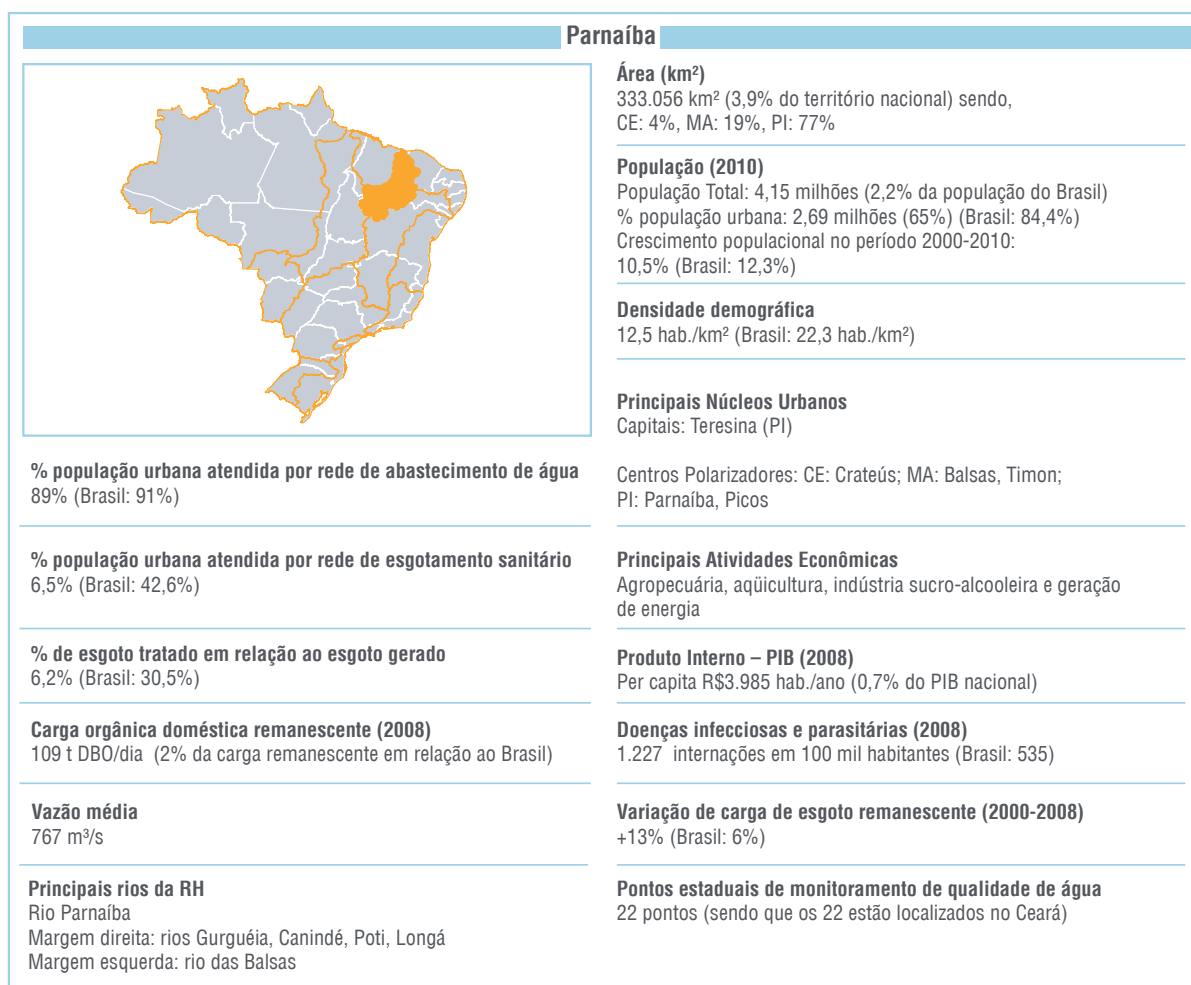 Parnaíba
Área (km²)
333.056 km² (3,9% do território nacional) sendo,
CE: 4%, MA: 19%, PI: 77%
População (2010)
População Total: 4,15 milhões (2,2% da população do Brasil)
% população urbana: 2,69 milhões (65%) (Brasil: 84,4%)
Crescimento populacional no período 2000-2010:
10,5% (Brasil: 12,3%)
Densidade demográfica
12,5 hab./km² (Brasil: 22,3 hab./km²)
Principais Núcleos Urbanos
Capitais: Teresina (PI)
Centros Polarizadores: CE: Crateús; MA: Balsas, Timon;
PI: Parnaíba, Picos
% população urbana atendida por rede de abastecimento de água
89% (Brasil: 91%)
% população urbana atendida por rede de esgotamento sanitário
6,5% (Brasil: 42,6%)
Principais Atividades Econômicas
Agropecuária, aqüicultura, indústria sucro-alcooleira e geração
de energia
% de esgoto tratado em relação ao esgoto gerado
6,2% (Brasil: 30,5%)
Produto Interno – PIB (2008)
Per capita R$3.985 hab./ano (0,7% do PIB nacional)
Carga orgânica doméstica remanescente (2008)
109 t DBO/dia  (2% da carga remanescente em relação ao Brasil)
Doenças infecciosas e parasitárias (2008)
1.227  internações em 100 mil habitantes (Brasil: 535)
Vazão média
767 m³/s
Variação de carga de esgoto remanescente (2000-2008)
+13% (Brasil: 6%)
Principais rios da RH
Rio Parnaíba
Margem direita: rios Gurguéia, Canindé, Poti, Longá
Margem esquerda: rio das Balsas
Pontos estaduais de monitoramento de qualidade de água
22 pontos (sendo que os 22 estão localizados no Ceará)